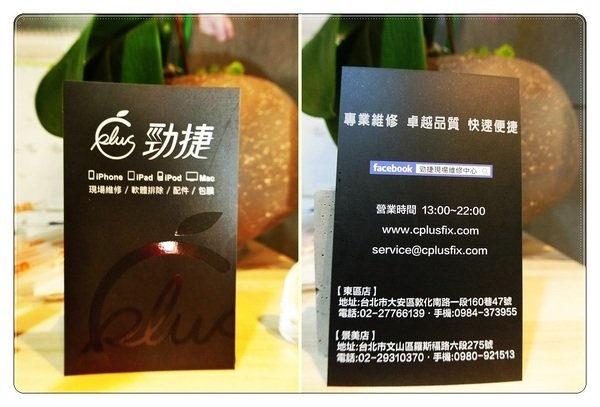 Cplus 勁捷
iPhone iPad iPod Mac
現場維修 / 軟體排除 / 配件 / 包膜
Cplus
專業維修 卓越品質 快速便捷
facebook 勁捷現場維修中心
營業時間 13:00~22:00
www.cplusfix.com
service@cplusfix.com
【東區店】
地址:台北市大安區敦化南路一段160巷47號
電話:02-27766139，手機:0984-373955
【景美店】
地址:台北市文山區羅斯福路六段275號
電話:02-29310370，手機:0980-921513